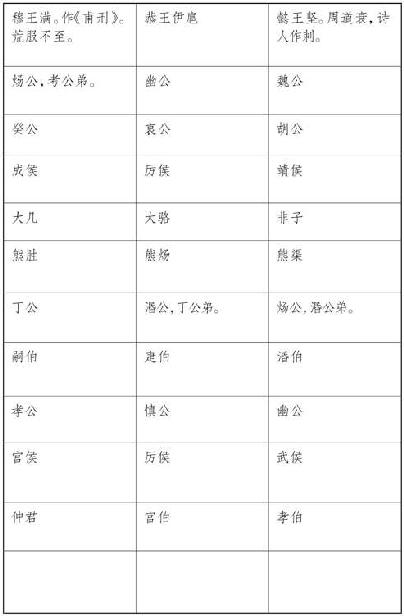 穆王满。作《甫刑》。
荒服不至。
恭王伊扈
懿王坚。周道衰,诗
人作刺。
炀公,考公弟。
幽公
魏公
癸公
哀公
胡公
成侯
厉侯
靖侯
大几
大骆
非子
熊胜
熊炀
熊渠
丁公
湣公,丁公弟。
炀公,湣公弟。
嗣伯
疌伯
靖伯
孝公
慎公
幽公
宫侯
厉侯
武侯
仲君
宫伯
孝伯